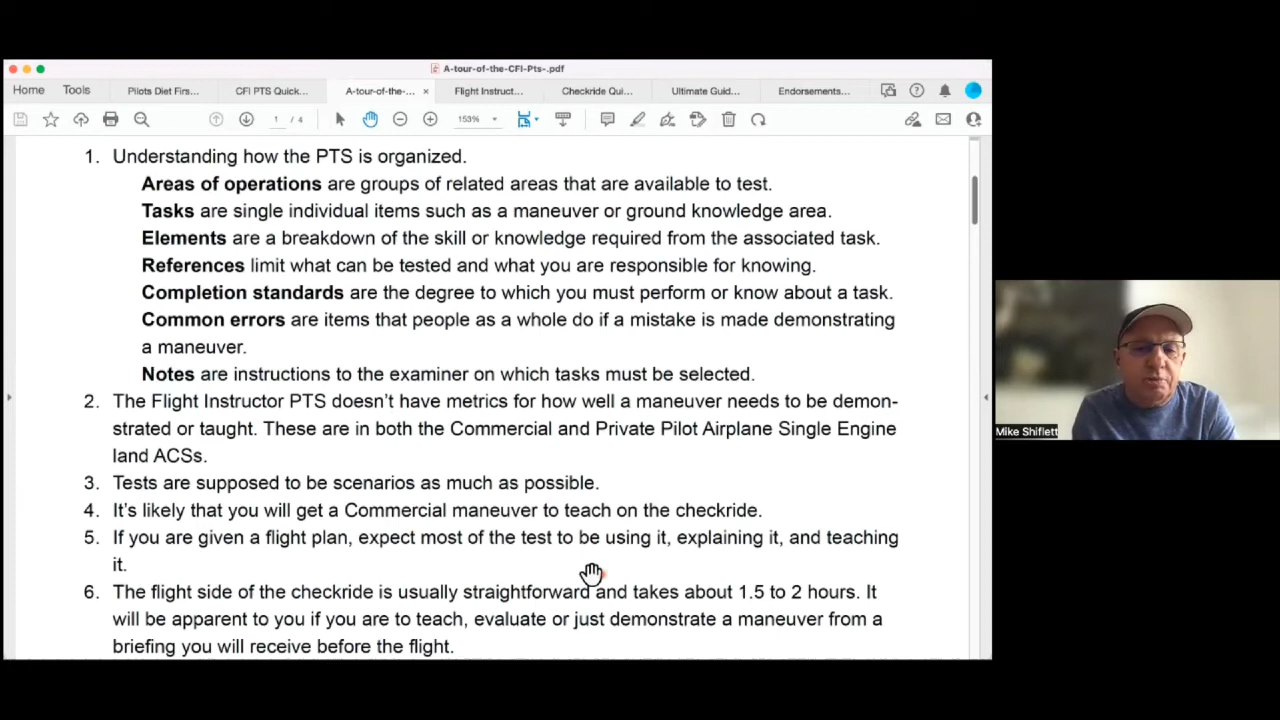 A-tour-of-the-CFI-Pts-.pdf
Home Tools Pilots Diet Firs... CFI PTS Quick... A-tour-of-the-... × Flight Instruct... Checkride Qui... Ultimate Guid... Endorsements...
1 / 4 153%
1. Understanding how the PTS is organized.
Areas of operations are groups of related areas that are available to test.
Tasks are single individual items such as a maneuver or ground knowledge area.
Elements are a breakdown of the skill or knowledge required from the associated task.
References limit what can be tested and what you are responsible for knowing.
Completion standards are the degree to which you must perform or know about a task.
Common errors are items that people as a whole do if a mistake is made demonstrating
a maneuver.
Notes are instructions to the examiner on which tasks must be selected.
2. The Flight Instructor PTS doesn't have metrics for how well a maneuver needs to be demon-
strated or taught. These are in both the Commercial and Private Pilot Airplane Single Engine
land ACSs.
3. Tests are supposed to be scenarios as much as possible.
4. It's likely that you will get a Commercial maneuver to teach on the checkride.
5. If you are given a flight plan, expect most of the test to be using it, explaining it, and teaching
it.
6. The flight side of the checkride is usually straightforward and takes about 1.5 to 2 hours. It
will be apparent to you if you are to teach, evaluate or just demonstrate a maneuver from a
briefing you will receive before the flight.
Mike Shiflett